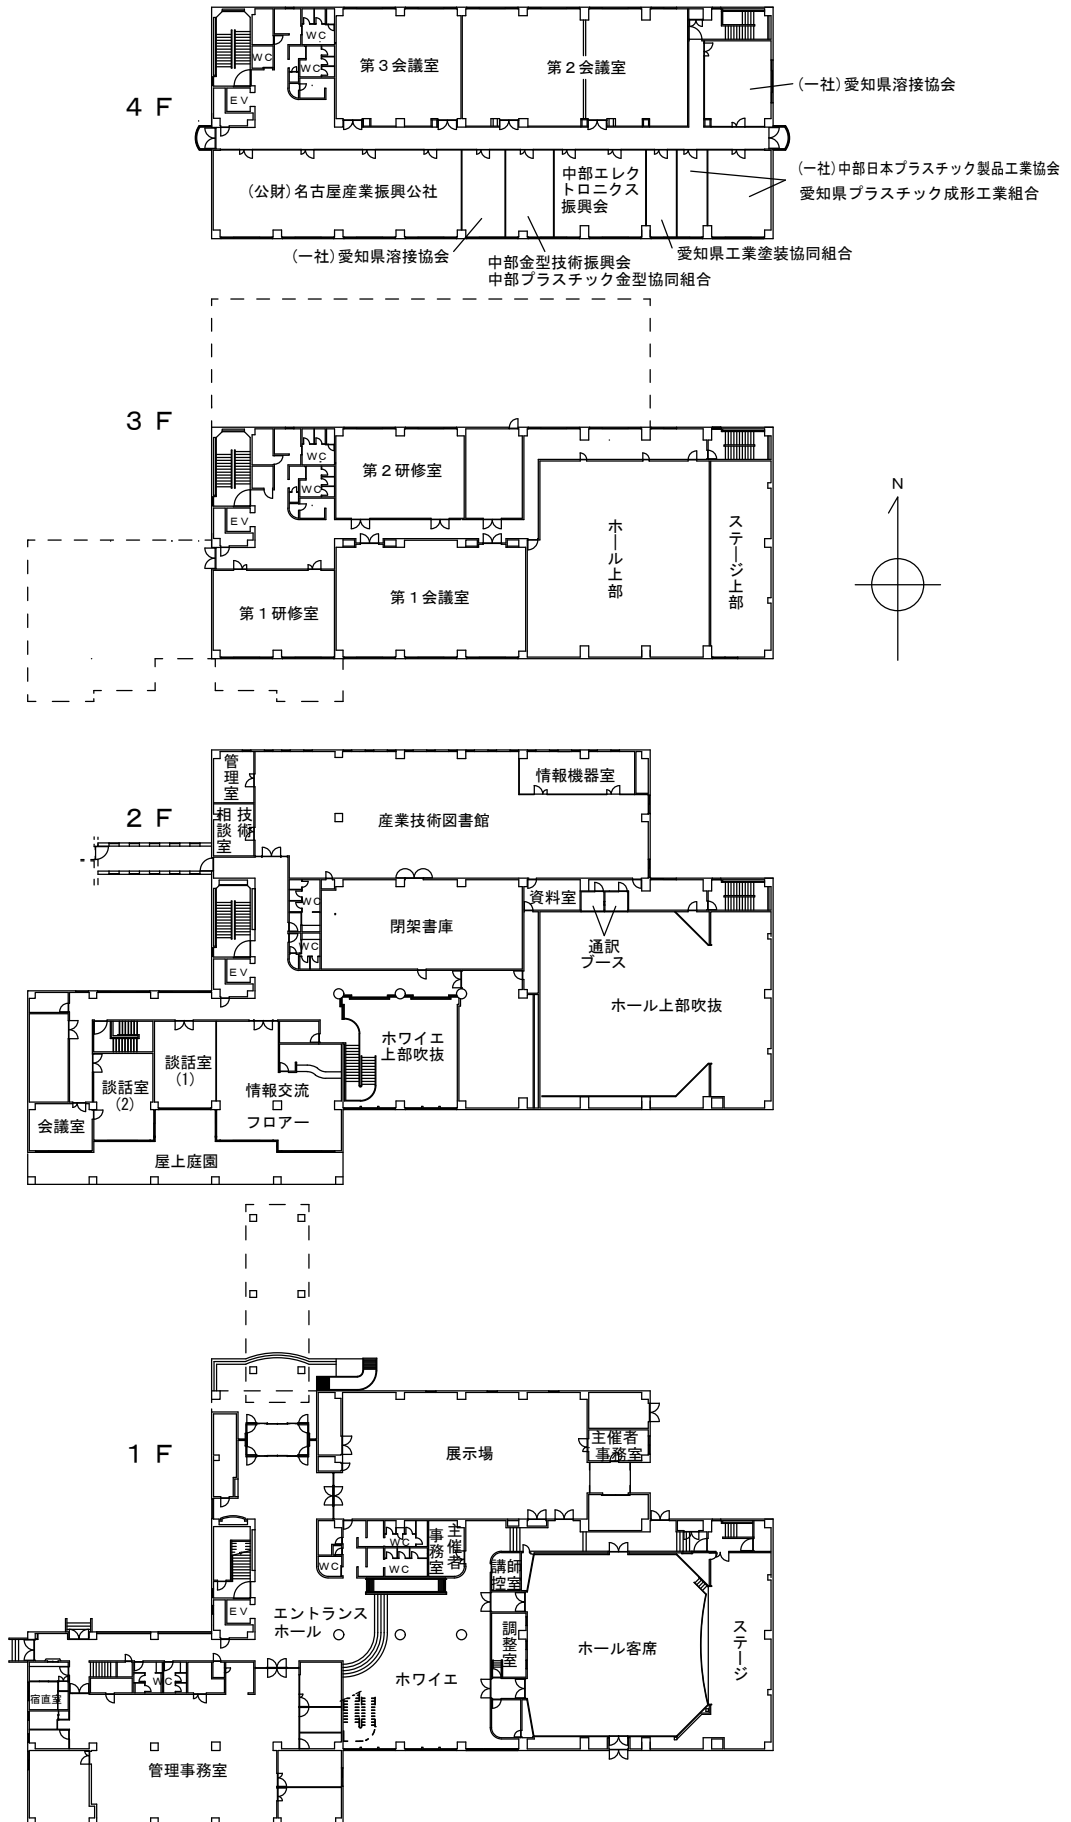 4 F
WC
WC
WC
EV
第3会議室
第2会議室
(一社)愛知県溶接協会
(公財)名古屋産業振興公社
中部エレク
トロニクス
振興会
(一社)中部日本プラスチック製品工業協会
愛知県プラスチック成形工業組合
(一社)愛知県溶接協会
中部金型技術振興会
中部プラスチック金型協同組合
愛知県工業塗装協同組合
3 F
WC
WC
EV
第2研修室
第1研修室
第1会議室
ホール上部
ステージ上部
N
2 F
管理室
技術
相談室
産業技術図書館
情報機器室
WC
WC
EV
閉架書庫
資料室
通訳
ブース
ホール上部吹抜
ホワイエ
上部吹抜
談話室
(1)
談話室
(2)
情報交流
フロアー
会議室
屋上庭園
1 F
展示場
主催者
事務室
WC
WC
WC
主催者
事務室
講師
控室
EV
エントランス
ホール
調整室
ホール客席
ステージ
ホワイエ
WC
宿直室
管理事務室